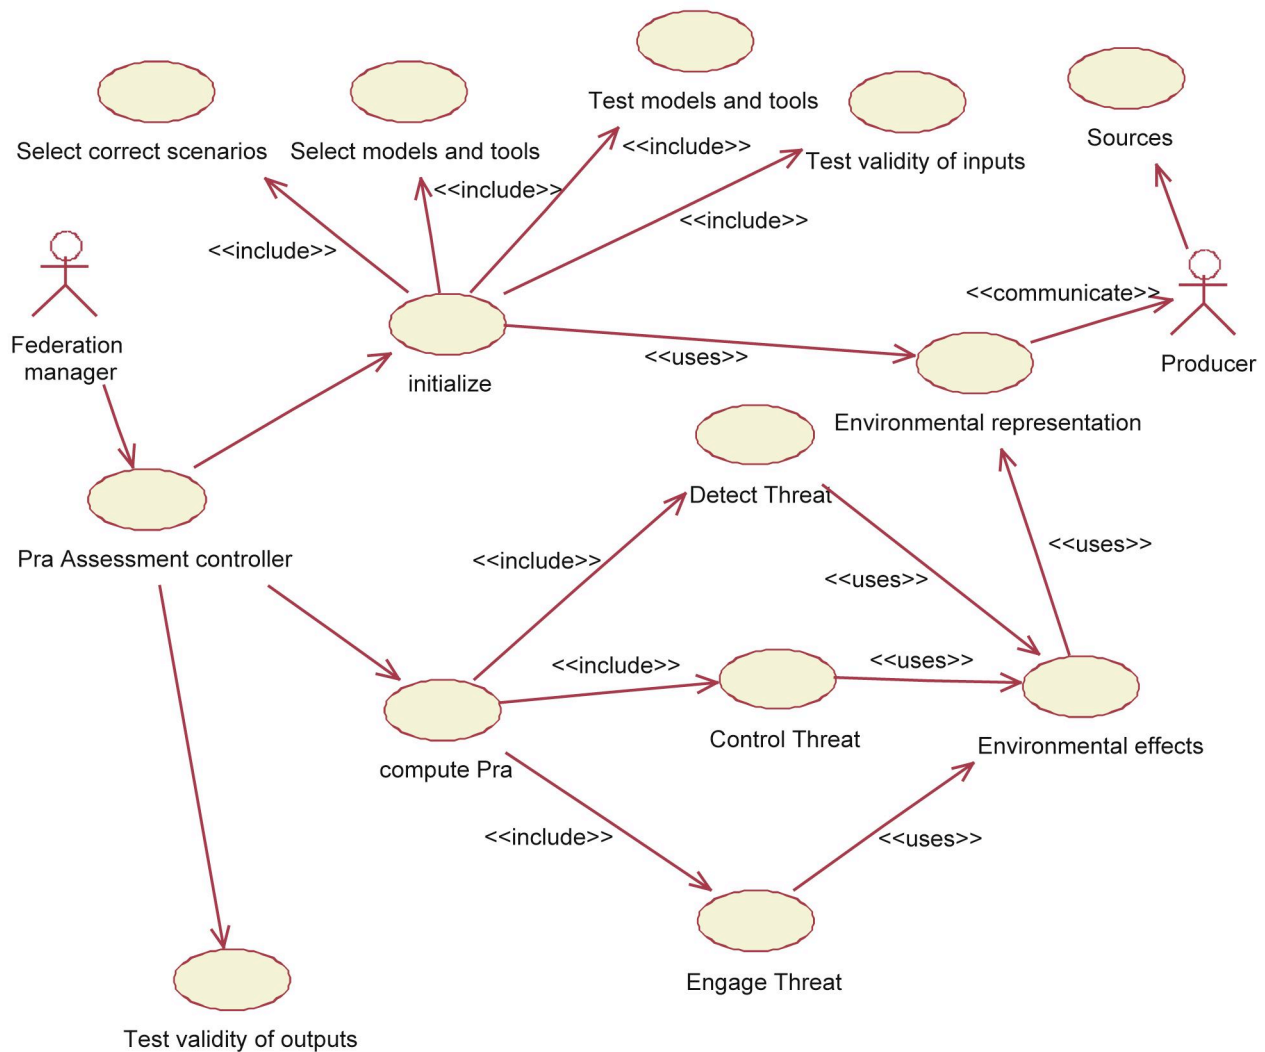 Test models and tools
Sources
Select correct scenarios
Select models and tools
<<include>>
Test validity of inputs
<<include>>
<<include>>
<<include>>
<<communicate>>
Federation
manager
initialize
<<uses>>
Producer
Environmental representation
Detect Threat
Pra Assessment controller
<<include>>
<<uses>>
<<uses>>
<<include>>
<<uses>>
Control Threat
Environmental effects
compute Pra
<<include>>
<<uses>>
Engage Threat
Test validity of outputs